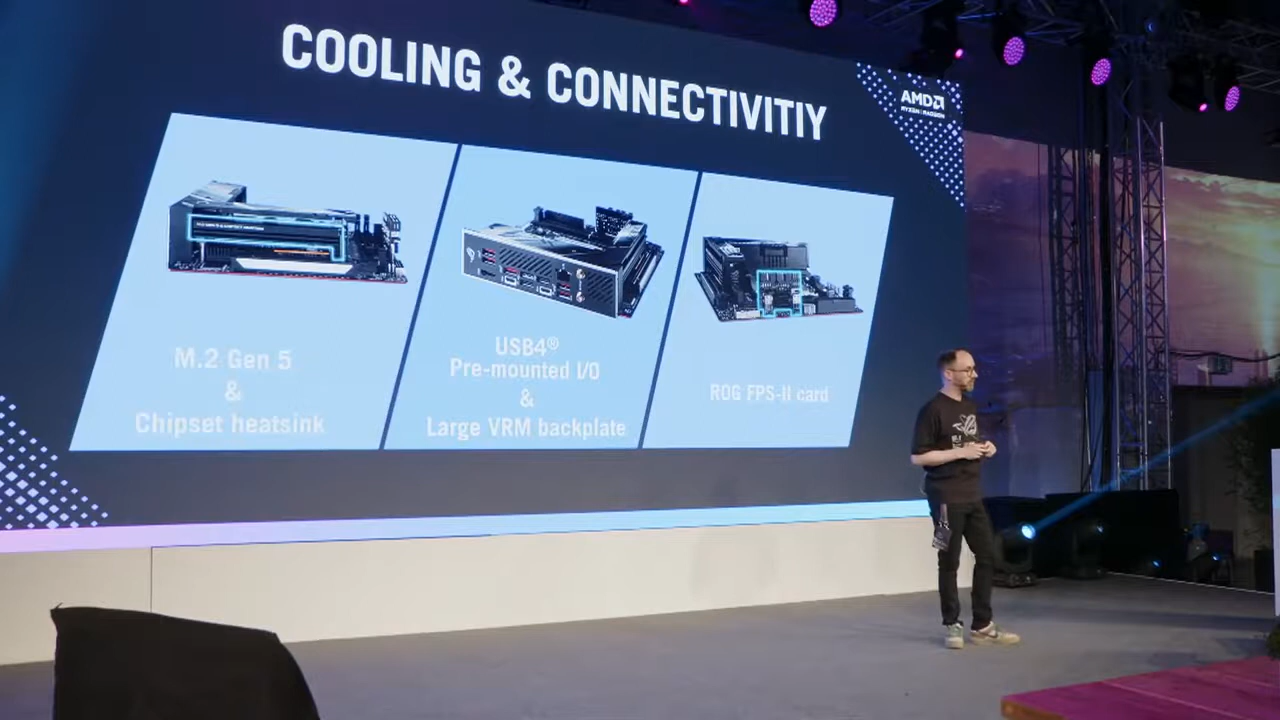 COOLING & CONNECTIVITIY
AMD
RYZEN | RADEON
M.2 Gen 5
&
Chipset heatsink
USB4®
Pre-mounted I/O
&
Large VRM backplate
ROG FPS-II card